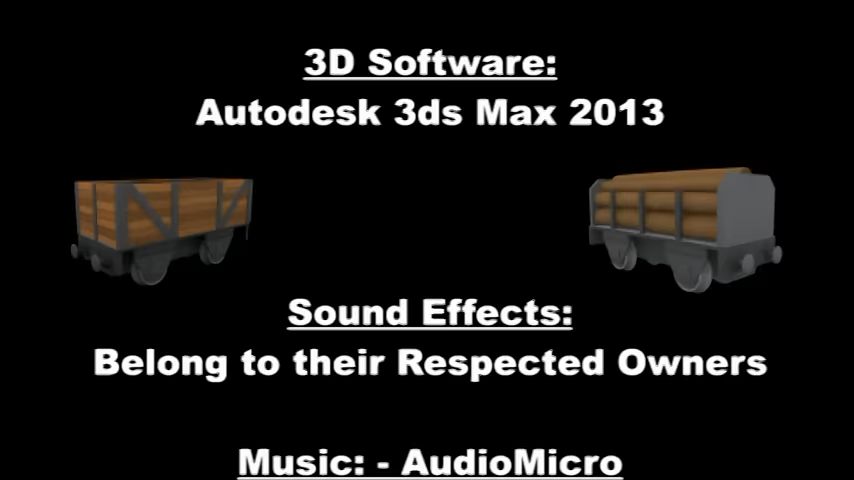 3D Software:
Autodesk 3ds Max 2013
Sound Effects:
Belong to their Respected Owners
Music: - AudioMicro